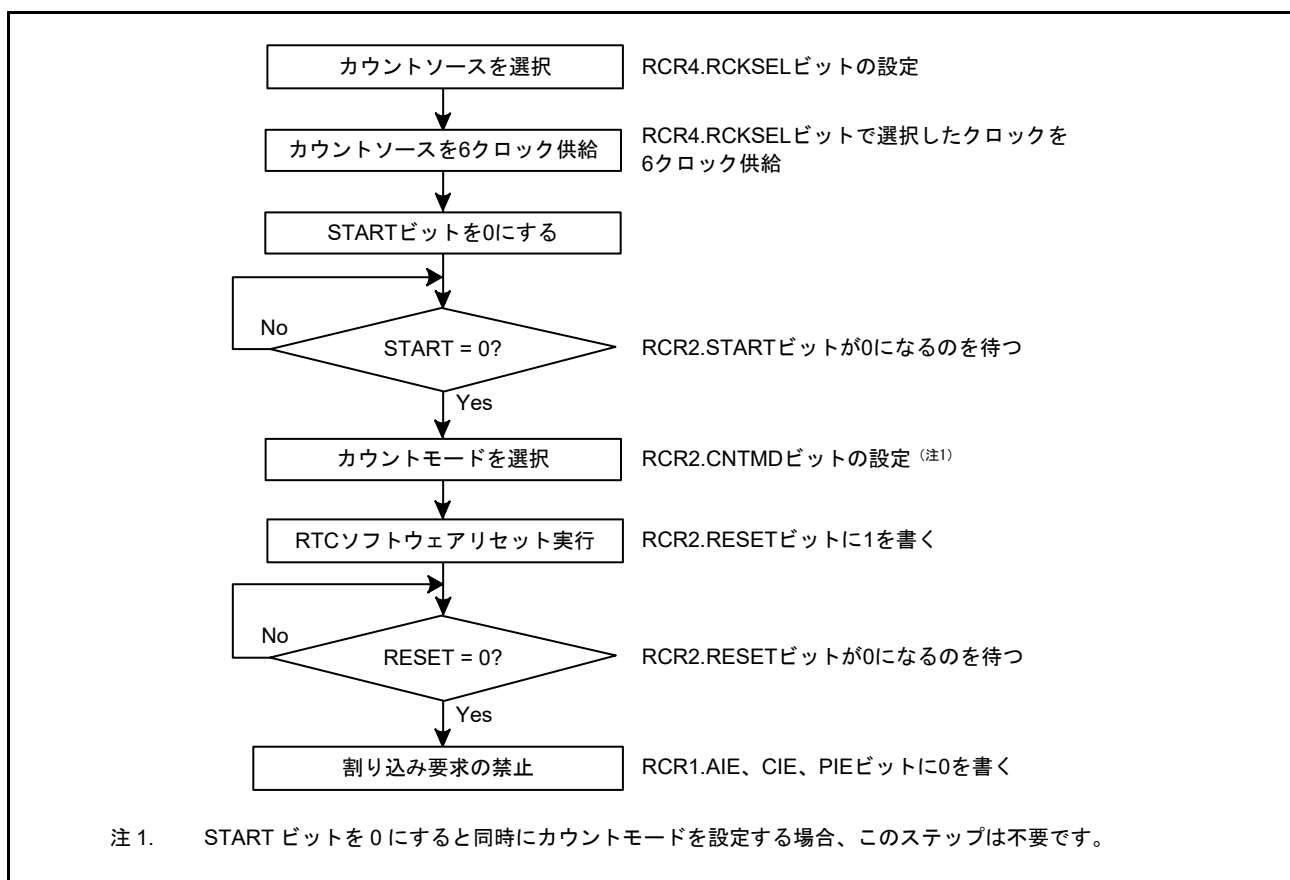 カウントソースを選択
RCR4.RCKSELビットの設定
カウントソースを6クロック供給
RCR4.RCKSELビットで選択したクロックを
6クロック供給
STARTビットを0にする
No
START = 0?
RCR2.STARTビットが0になるのを待つ
Yes
カウントモードを選択
RCR2.CNTMDビットの設定 (注1)
RTCソフトウェアリセット実行
RCR2.RESETビットに1を書く
No
RESET = 0?
RCR2.RESETビットが0になるのを待つ
Yes
割り込み要求の禁止
RCR1.AIE、CIE、PIEビットに0を書く
注 1. START ビットを 0 にすると同時にカウントモードを設定する場合、このステップは不要です。